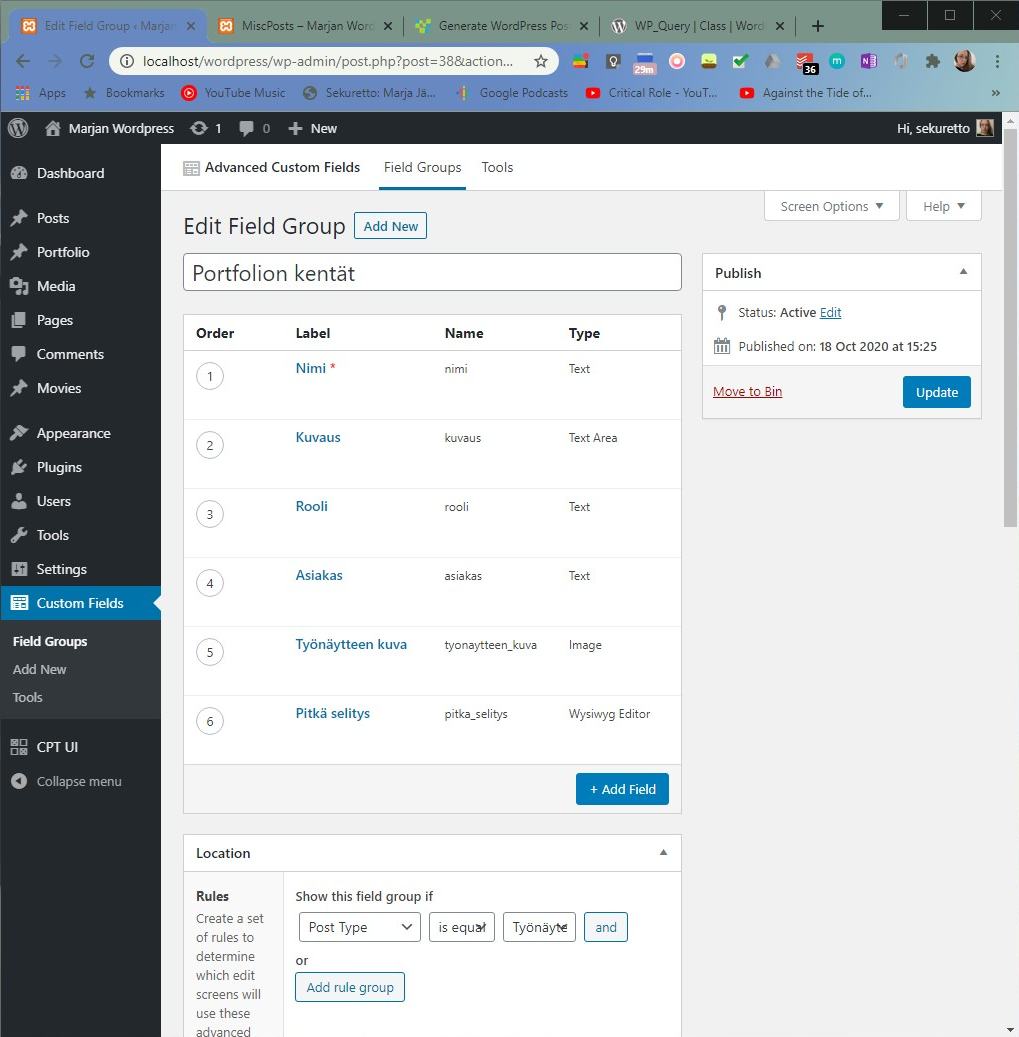 Edit Field Group ‹ Marjan
MiscPosts – Marjan Word
Generate WordPress Pos
WP_Query | Class | Word
localhost/wordpress/wp-admin/post.php?post=38&action...
29m
36
m
Apps
Bookmarks
YouTube Music
Sekuretto: Marja Jä...
Google Podcasts
Critical Role - YouT...
Against the Tide of...
»
Marjan Wordpress
1
0
New
Hi, sekuretto
Dashboard
Posts
Portfolio
Media
Pages
Comments
Movies
Appearance
Plugins
Users
Tools
Settings
Custom Fields
Field Groups
Add New
Tools
CPT UI
Collapse menu
Advanced Custom Fields
Field Groups
Tools
Screen Options
Help
Edit Field Group
Add New
Portfolion kentät
Order Label Name Type
1 Nimi * nimi Text
2 Kuvaus kuvaus Text Area
3 Rooli rooli Text
4 Asiakas asiakas Text
5 Työnäytteen kuva tyonaytteen_kuva Image
6 Pitkä selitys pitka_selitys Wysiwyg Editor
+ Add Field
Publish
Status: Active Edit
Published on: 18 Oct 2020 at 15:25
Move to Bin
Update
Location
Rules
Create a set
of rules to
determine
which edit
screens will
use these
advanced
Show this field group if
Post Type
is equal
Työnäyte
and
or
Add rule group